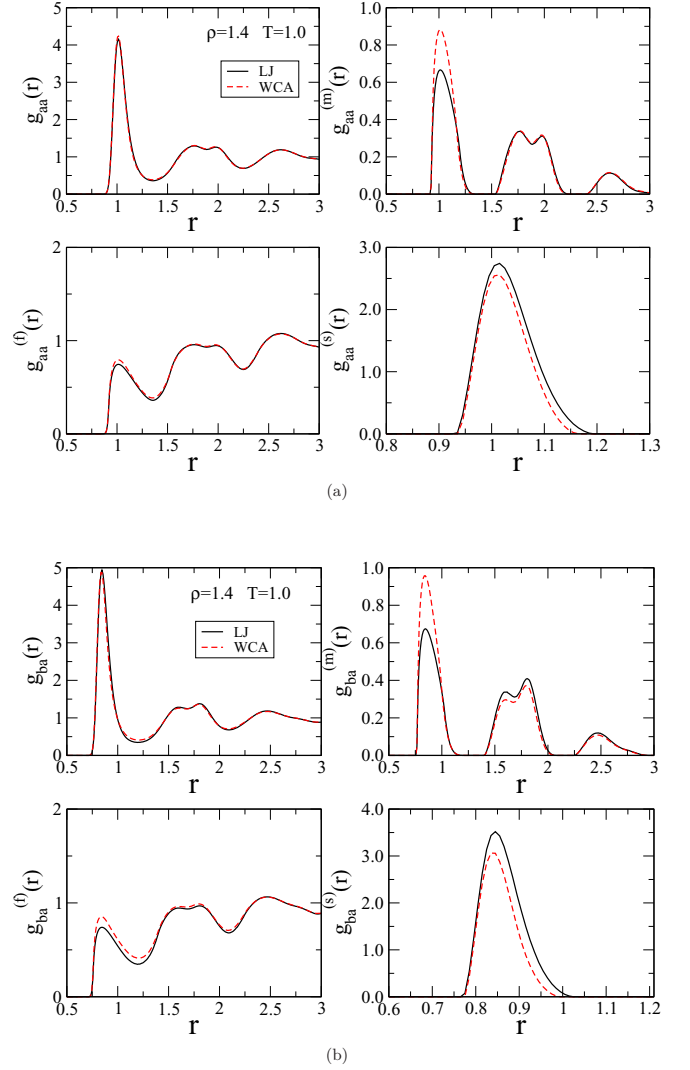 g_aa(r)
5
4
3
2
1
0
ρ=1.4 T=1.0
LJ
WCA
0.5 1 1.5 2 2.5 3
r
g_aa^(m)(r)
1.0
0.8
0.6
0.4
0.2
0.0
0.5 1 1.5 2 2.5 3
r
g_aa^(f)(r)
2
1
0
0.5 1 1.5 2 2.5 3
r
g_aa^(s)(r)
3.0
2.0
1.0
0.0
0.8 0.9 1 1.1 1.2 1.3
r
(a)
g_ba(r)
5
4
3
2
1
0
ρ=1.4 T=1.0
LJ
WCA
0.5 1 1.5 2 2.5 3
r
g_ba^(m)(r)
1.0
0.8
0.6
0.4
0.2
0.0
0.5 1 1.5 2 2.5 3
r
g_ba^(f)(r)
2
1
0
0.5 1 1.5 2 2.5 3
r
g_ba^(s)(r)
4.0
3.0
2.0
1.0
0.0
0.6 0.7 0.8 0.9 1 1.1 1.2
r
(b)